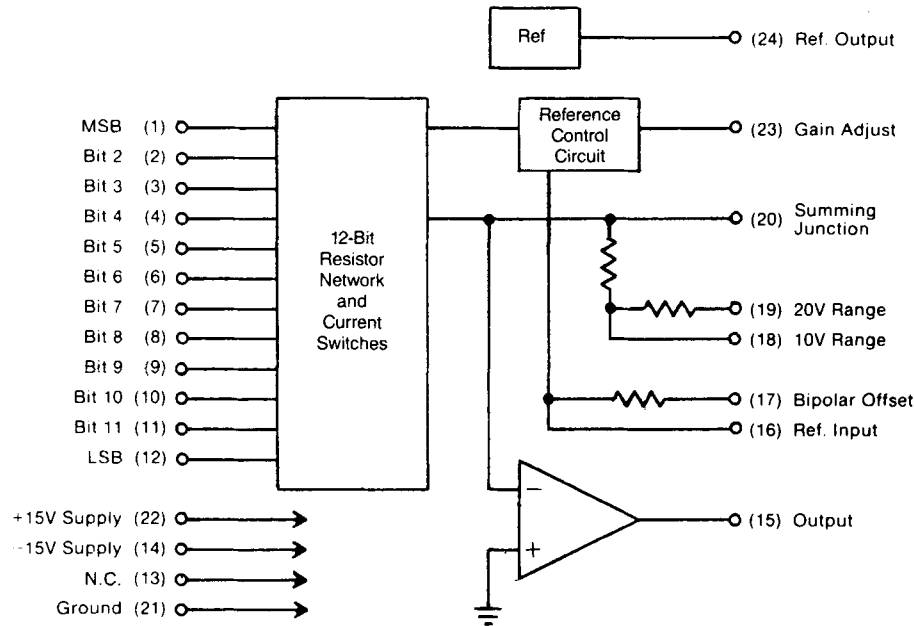 Ref
(24) Ref. Output
MSB (1)
Bit 2 (2)
Bit 3 (3)
Bit 4 (4)
Bit 5 (5)
Bit 6 (6)
Bit 7 (7)
Bit 8 (8)
Bit 9 (9)
Bit 10 (10)
Bit 11 (11)
LSB (12)
12-Bit
Resistor
Network
and
Current
Switches
Reference
Control
Circuit
(23) Gain Adjust
(20) Summing
Junction
(19) 20V Range
(18) 10V Range
(17) Bipolar Offset
(16) Ref. Input
−
+
(15) Output
+15V Supply (22)
-15V Supply (14)
N.C. (13)
Ground (21)